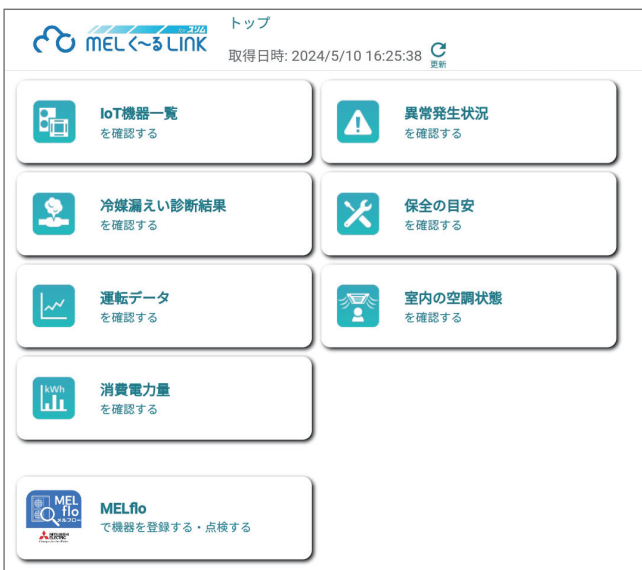 for スリム
MELく〜るLINK
トップ
取得日時: 2024/5/10 16:25:38
更新
IoT機器一覧
を確認する
異常発生状況
を確認する
冷媒漏えい診断結果
を確認する
保全の目安
を確認する
運転データ
を確認する
室内の空調状態
を確認する
kWh
消費電力量
を確認する
MEL
flo
メルフロー
MITSUBISHI
ELECTRIC
MELflo
で機器を登録する・点検する